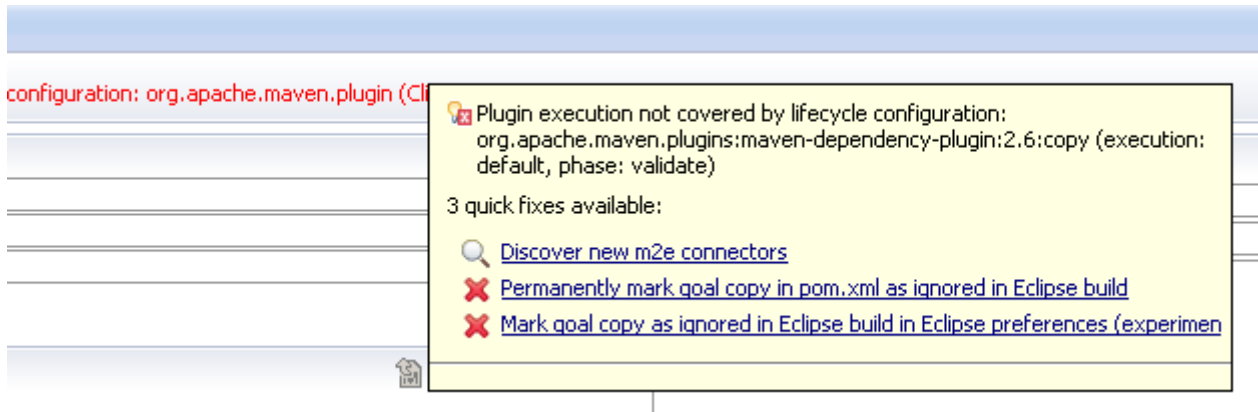 configuration: org.apache.maven.plugin (Cli
Plugin execution not covered by lifecycle configuration:
org.apache.maven.plugins:maven-dependency-plugin:2.6:copy (execution:
default, phase: validate)
3 quick fixes available:
Discover new m2e connectors
Permanently mark goal copy in pom.xml as ignored in Eclipse build
Mark goal copy as ignored in Eclipse build in Eclipse preferences (experimen